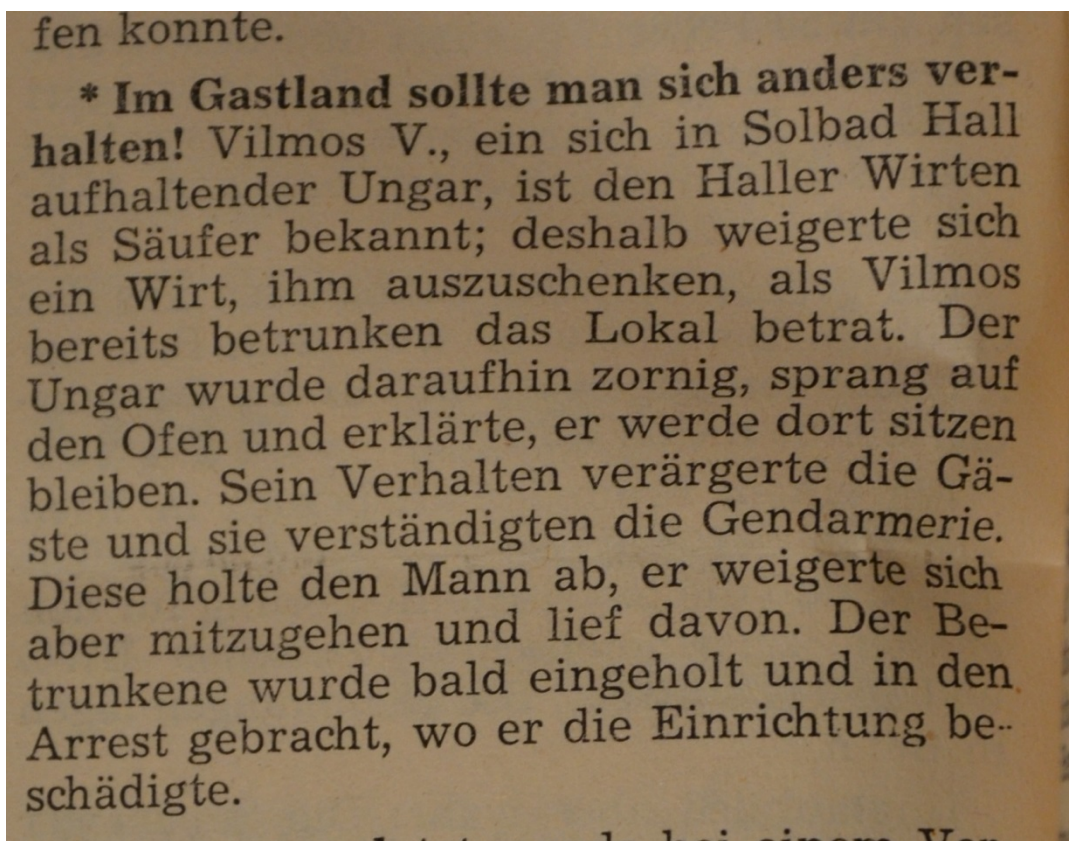 fen konnte.
* Im Gastland sollte man sich anders ver-
halten! Vilmos V., ein sich in Solbad Hall
aufhaltender Ungar, ist den Haller Wirten
als Säufer bekannt; deshalb weigerte sich
ein Wirt, ihm auszuschenken, als Vilmos
bereits betrunken das Lokal betrat. Der
Ungar wurde daraufhin zornig, sprang auf
den Ofen und erklärte, er werde dort sitzen
bleiben. Sein Verhalten verärgerte die Gä-
ste und sie verständigten die Gendarmerie.
Diese holte den Mann ab, er weigerte sich
aber mitzugehen und lief davon. Der Be-
trunkene wurde bald eingeholt und in den
Arrest gebracht, wo er die Einrichtung be-
schädigte.
bei einem